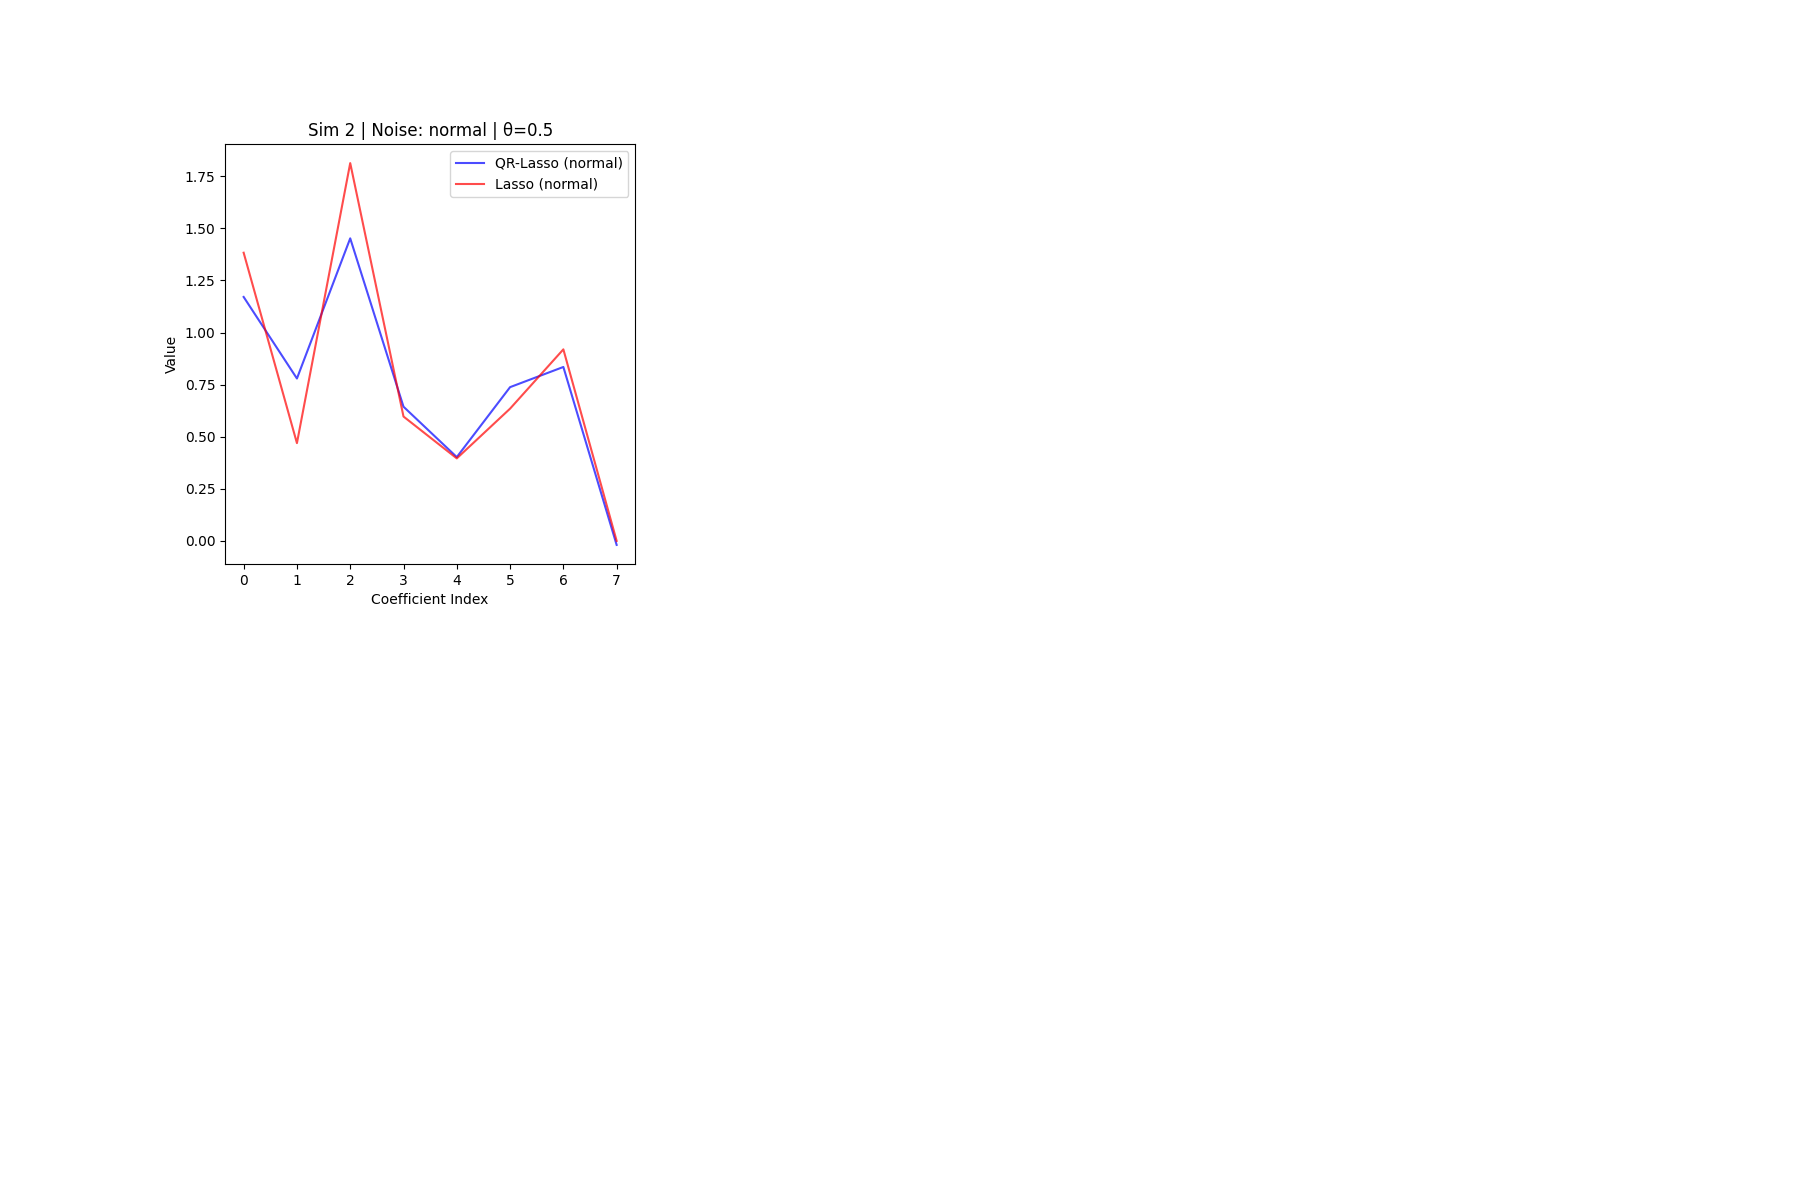 Sim 2 | Noise: normal | θ=0.5
QR-Lasso (normal)
Lasso (normal)
Value
1.75
1.50
1.25
1.00
0.75
0.50
0.25
0.00
0 1 2 3 4 5 6 7
Coefficient Index